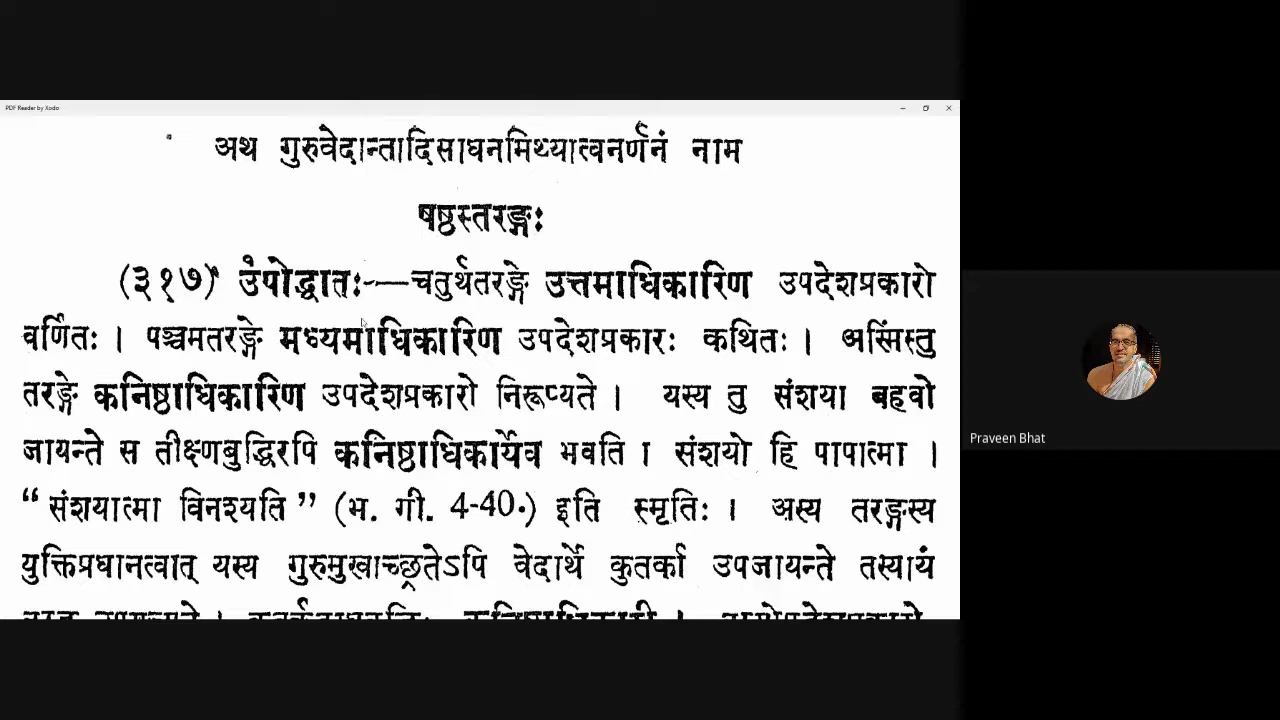 PDF Reader by Xodo
अथ गुरुवेदान्तादिसाधनमिथ्यात्वनर्णनं नाम
षष्ठस्तरङ्गः
(३१७) उपोद्घातः—चतुर्थतरङ्गे उत्तमाधिकारिण उपदेशप्रकारो
वर्णितः । पञ्चमतरङ्गे मध्यमाधिकारिण उपदेशप्रकारः कथितः । अस्मिंस्तु
तरङ्गे कनिष्ठाधिकारिण उपदेशप्रकारो निरूप्यते । यस्य तु संशया बहवो
जायन्ते स तीक्ष्णबुद्धिरपि कनिष्ठाधिकार्येव भवति । संशयो हि पापात्मा ।
“संशयात्मा विनश्यति” (भ. गी. 4-40.) इति स्मृतिः । अस्य तरङ्गस्य
युक्तिप्रधानत्वात् यस्य गुरुमुखाच्छ्रुतेऽपि वेदार्थे कुतर्का उपजायन्ते तस्यायं
Praveen Bhat